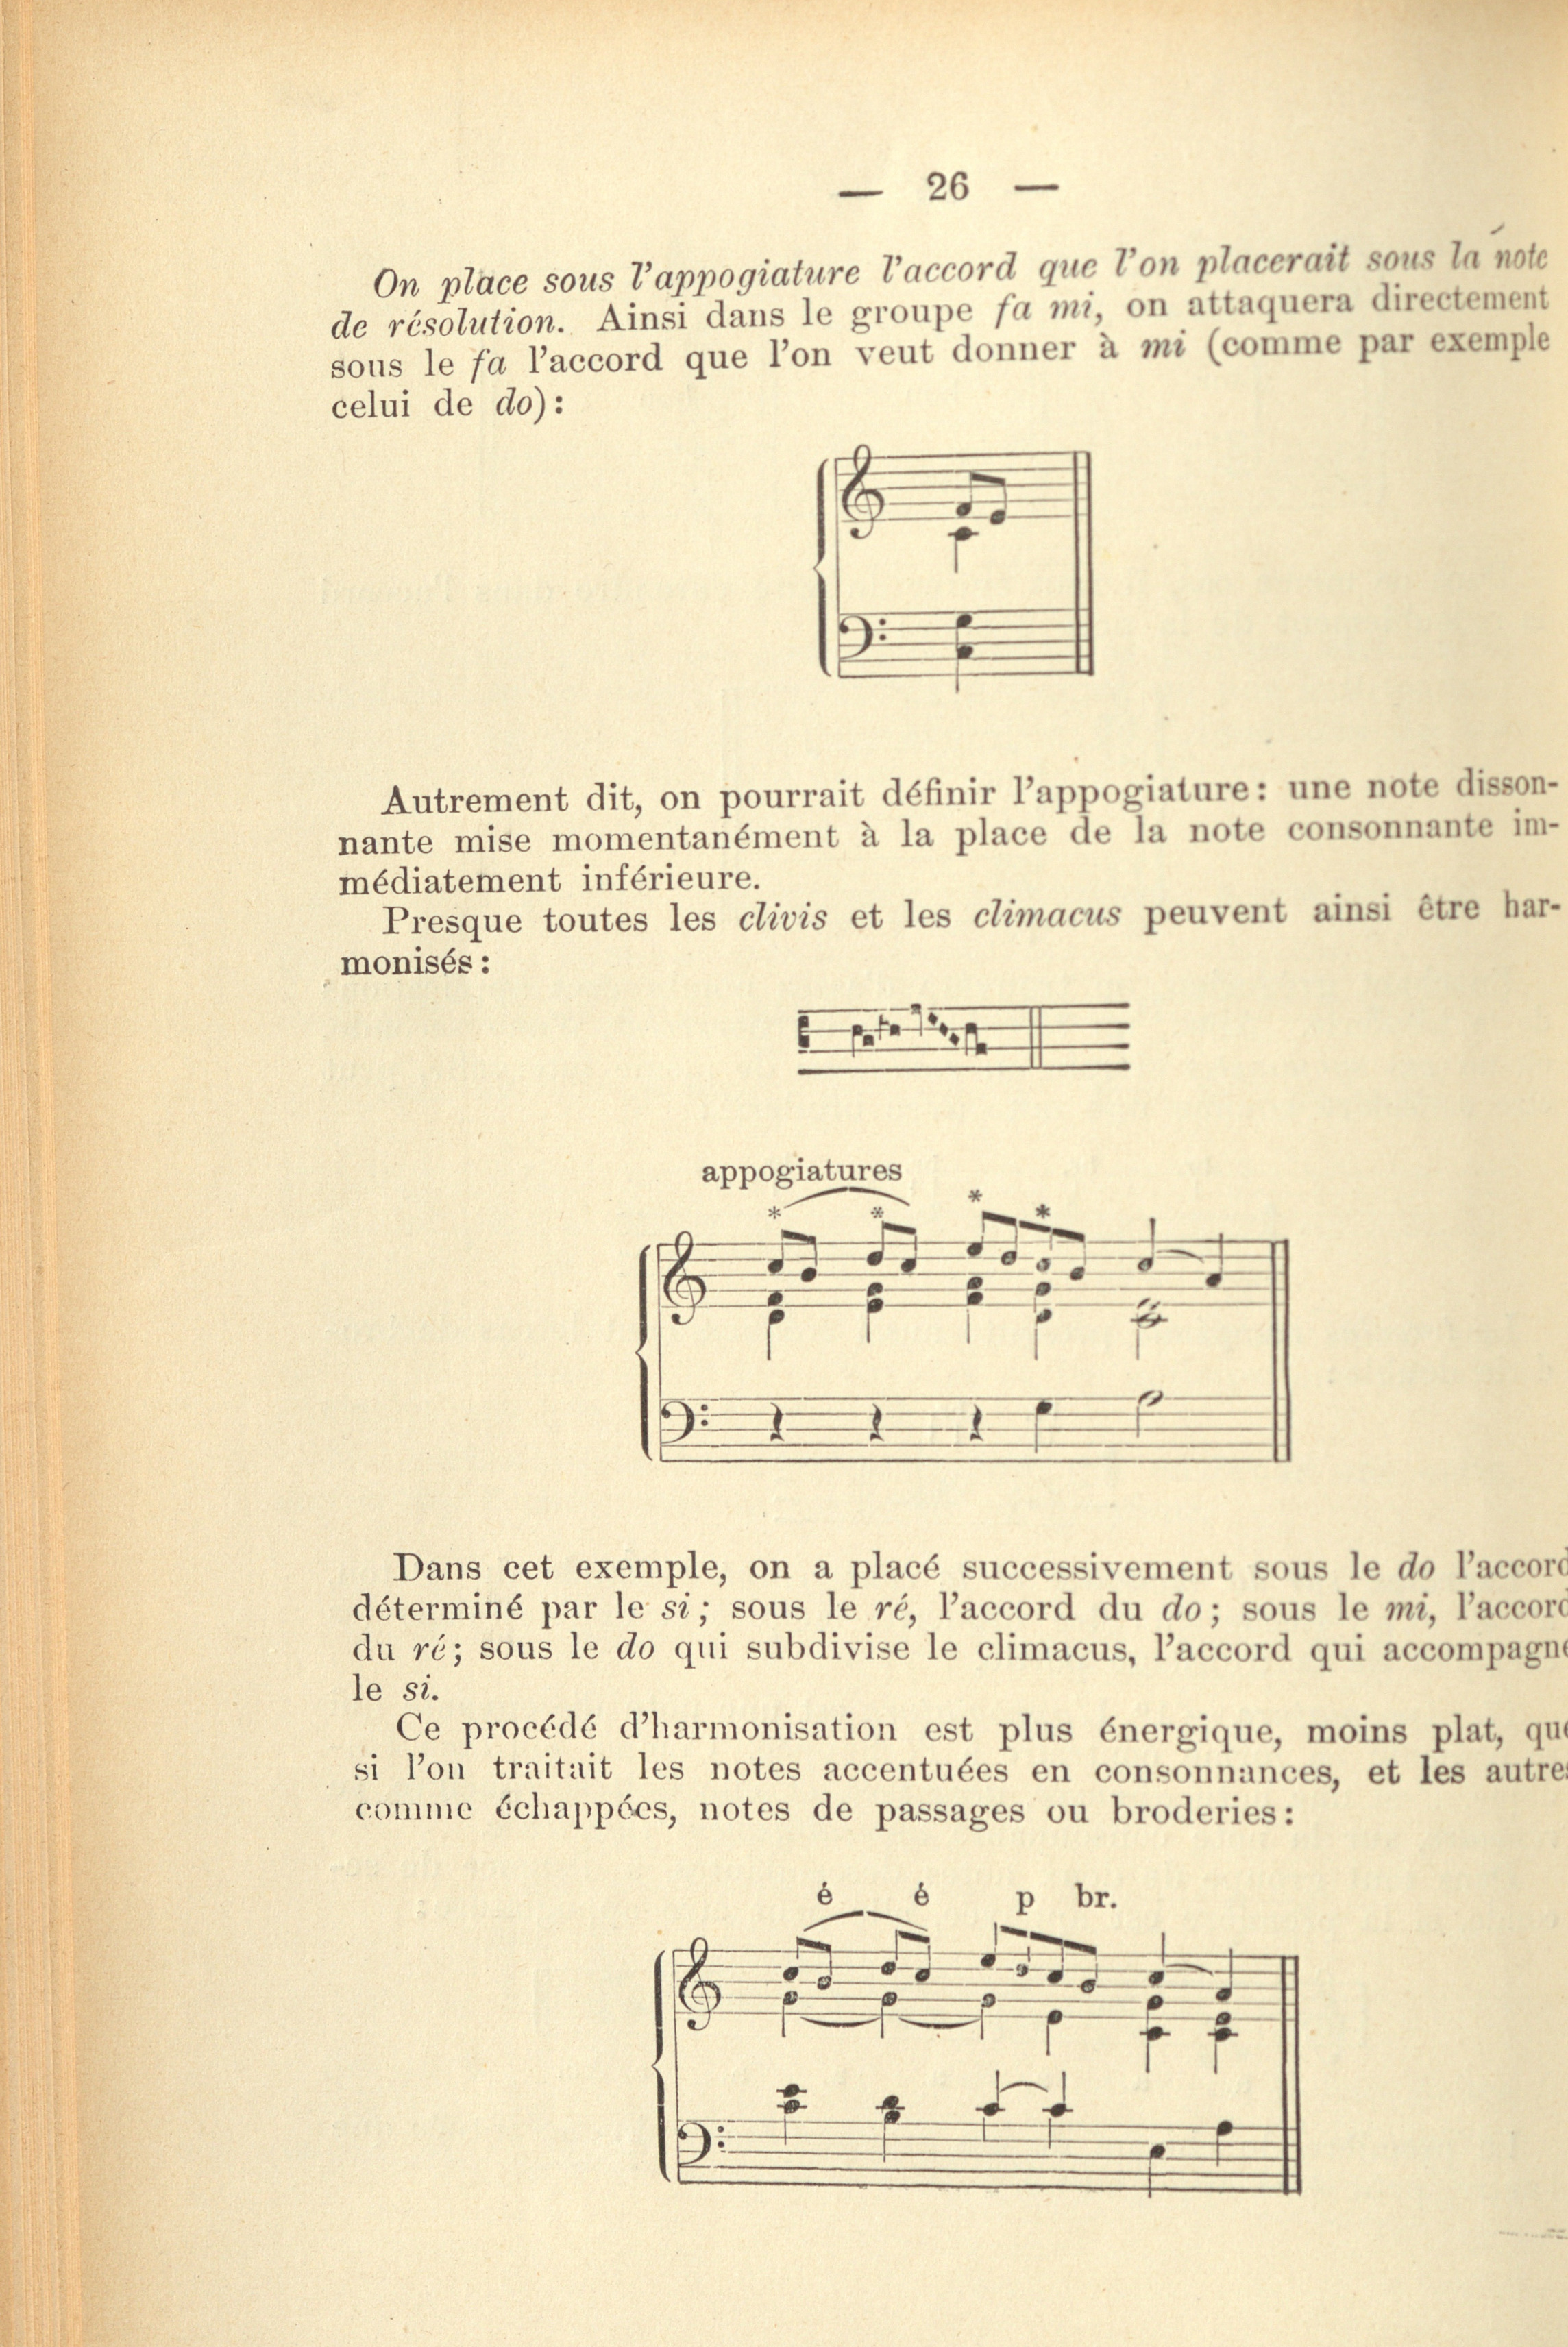 — 26 —
On place sous l'appogiature l'accord que l'on placerait sous la note
de résolution. Ainsi dans le groupe fa mi, on attaquera directement
sous le fa l'accord que l'on veut donner à mi (comme par exemple
celui de do):
Autrement dit, on pourrait définir l'appogiature: une note disson-
nante mise momentanément à la place de la note consonnante im-
médiatement inférieure.
Presque toutes les clivis et les climacus peuvent ainsi être har-
monisés:
appogiatures
* * * *
Dans cet exemple, on a placé successivement sous le do l'accord
déterminé par le si; sous le ré, l'accord du do; sous le mi, l'accord
du ré; sous le do qui subdivise le climacus, l'accord qui accompagne
le si.
Ce procédé d'harmonisation est plus énergique, moins plat, que
si l'on traitait les notes accentuées en consonnances, et les autres
comme échappées, notes de passages ou broderies:
é é p br.